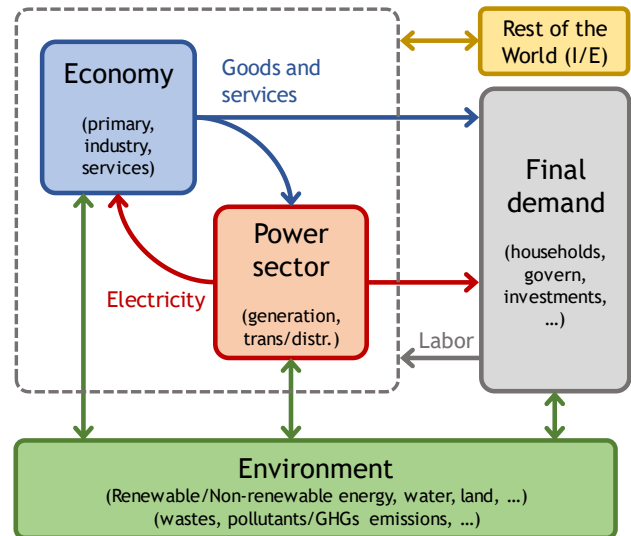 Rest of the
World (I/E)
Economy
(primary,
industry,
services)
Goods and
services
Final
demand
(households,
govern,
investments,
…)
Power
sector
(generation,
trans/distr.)
Electricity
Labor
Environment
(Renewable/Non-renewable energy, water, land, …)
(wastes, pollutants/GHGs emissions, …)